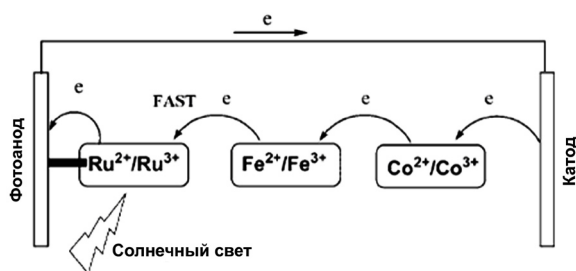 e
e
FAST
e
e
e
Фотоанод
Ru2+/Ru3+
Fe2+/Fe3+
Co2+/Co3+
Катод
Солнечный свет